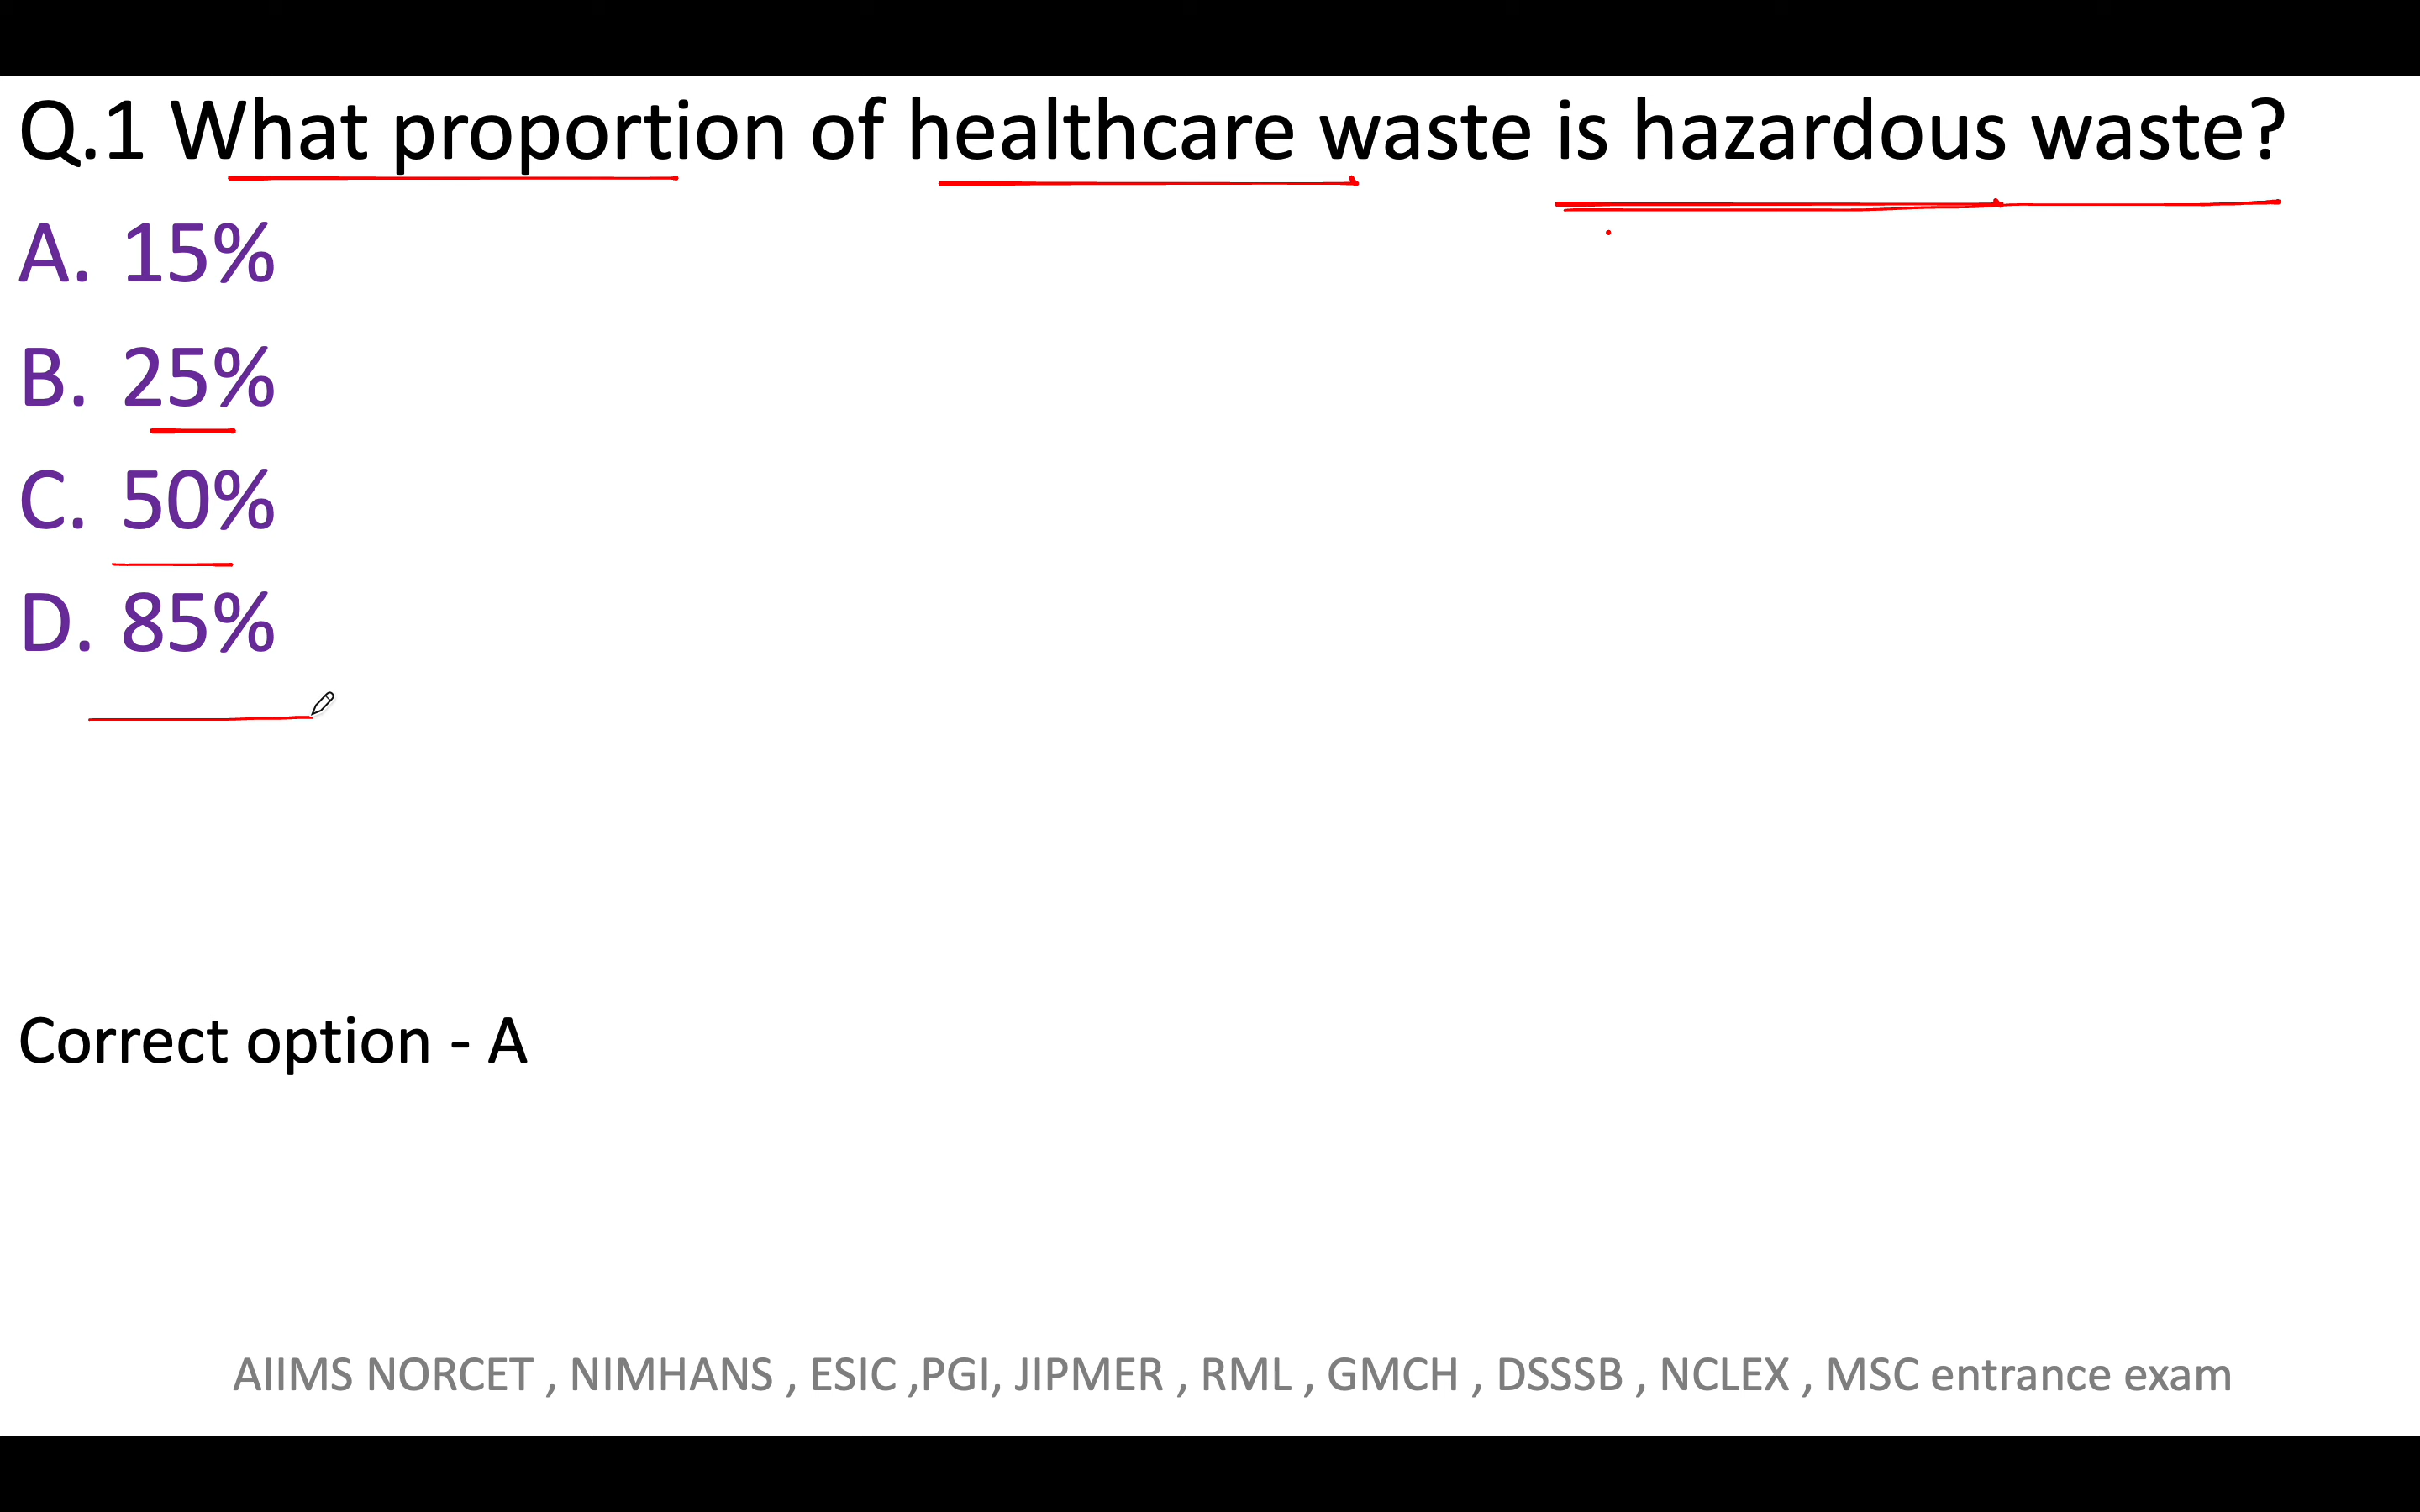 Q.1 What proportion of healthcare waste is hazardous waste?
A. 15%
B. 25%
C. 50%
D. 85%
Correct option - A
AIIMS NORCET , NIMHANS , ESIC ,PGI, JIPMER , RML , GMCH , DSSSB , NCLEX , MSC entrance exam